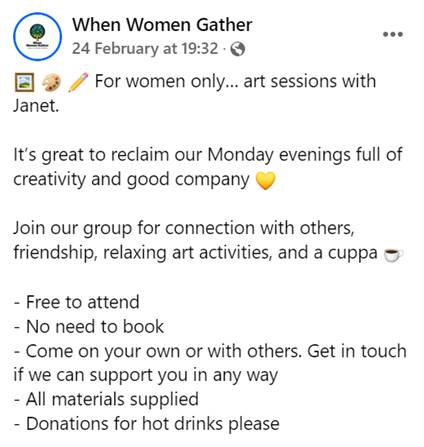 When Women Gather
24 February at 19:32 ·
🖼️ 🎨 ✏️ For women only... art sessions with
Janet.
It's great to reclaim our Monday evenings full of
creativity and good company 💛
Join our group for connection with others,
friendship, relaxing art activities, and a cuppa ☕
- Free to attend
- No need to book
- Come on your own or with others. Get in touch
if we can support you in any way
- All materials supplied
- Donations for hot drinks please